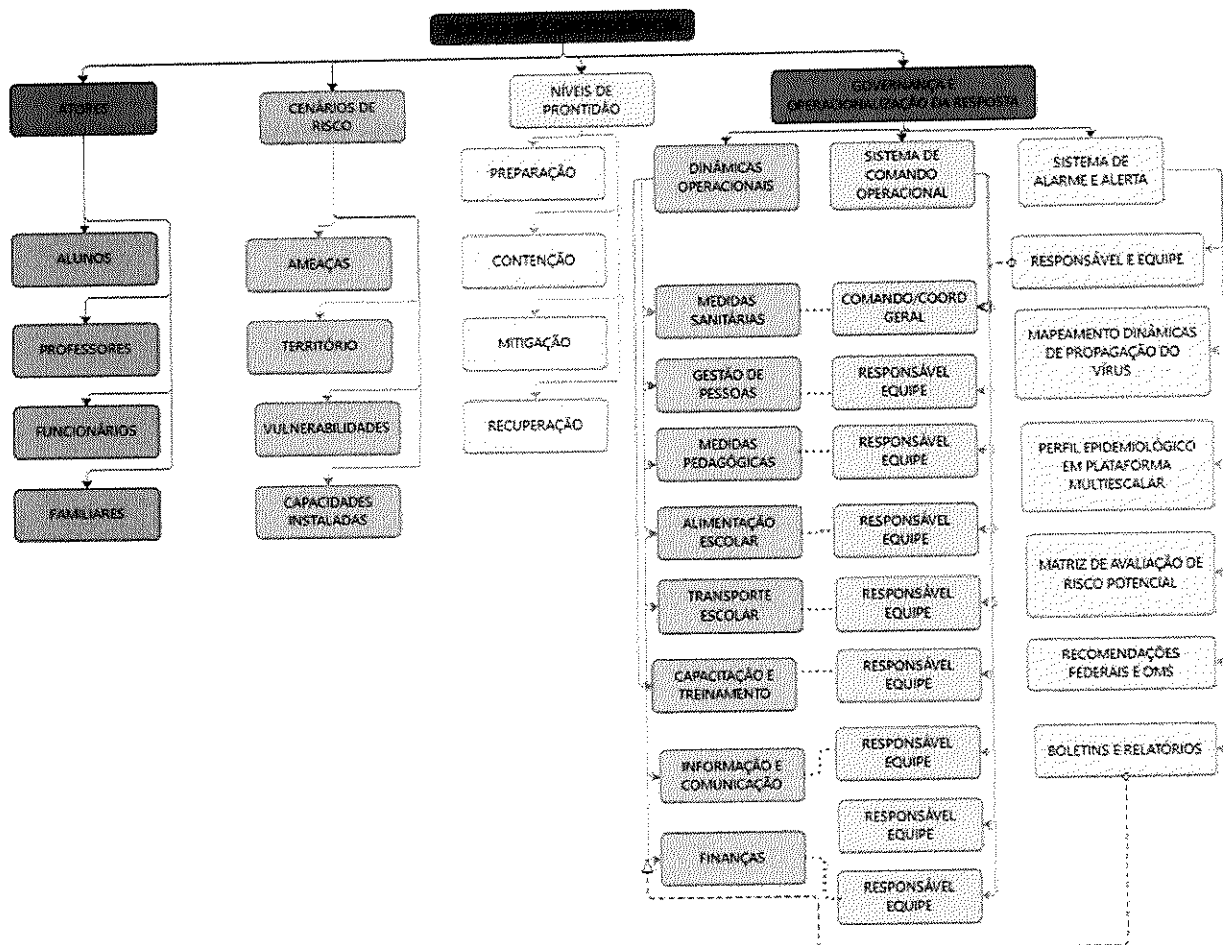 ATORES
CENÁRIOS DE
RISCO
NÍVEIS DE
PRONTIDÃO
GOVERNANÇA E
OPERACIONALIZAÇÃO DA RESPOSTA
ALUNOS
PROFESSORES
FUNCIONÁRIOS
FAMILIARES
AMEAÇAS
TERRITÓRIO
VULNERABILIDADES
CAPACIDADES
INSTALADAS
PREPARAÇÃO
CONTENÇÃO
MITIGAÇÃO
RECUPERAÇÃO
DINÂMICAS
OPERACIONAIS
MEDIDAS
SANITÁRIAS
GESTÃO DE
PESSOAS
MEDIDAS
PEDAGÓGICAS
ALIMENTAÇÃO
ESCOLAR
TRANSPORTE
ESCOLAR
CAPACITAÇÃO E
TREINAMENTO
INFORMAÇÃO E
COMUNICAÇÃO
FINANÇAS
SISTEMA DE
COMANDO
OPERACIONAL
COMANDO/COORD
GERAL
RESPONSÁVEL
EQUIPE
RESPONSÁVEL
EQUIPE
RESPONSÁVEL
EQUIPE
RESPONSÁVEL
EQUIPE
RESPONSÁVEL
EQUIPE
RESPONSÁVEL
EQUIPE
RESPONSÁVEL
EQUIPE
RESPONSÁVEL
EQUIPE
SISTEMA DE
ALARME E ALERTA
RESPONSÁVEL E EQUIPE
MAPEAMENTO DINÂMICAS
DE PROPAGAÇÃO DO
VÍRUS
PERFIL EPIDEMIOLÓGICO
EM PLATAFORMA
MULTIESCALAR
MATRIZ DE AVALIAÇÃO DE
RISCO POTENCIAL
RECOMENDAÇÕES
FEDERAIS E OMS
BOLETINS E RELATÓRIOS